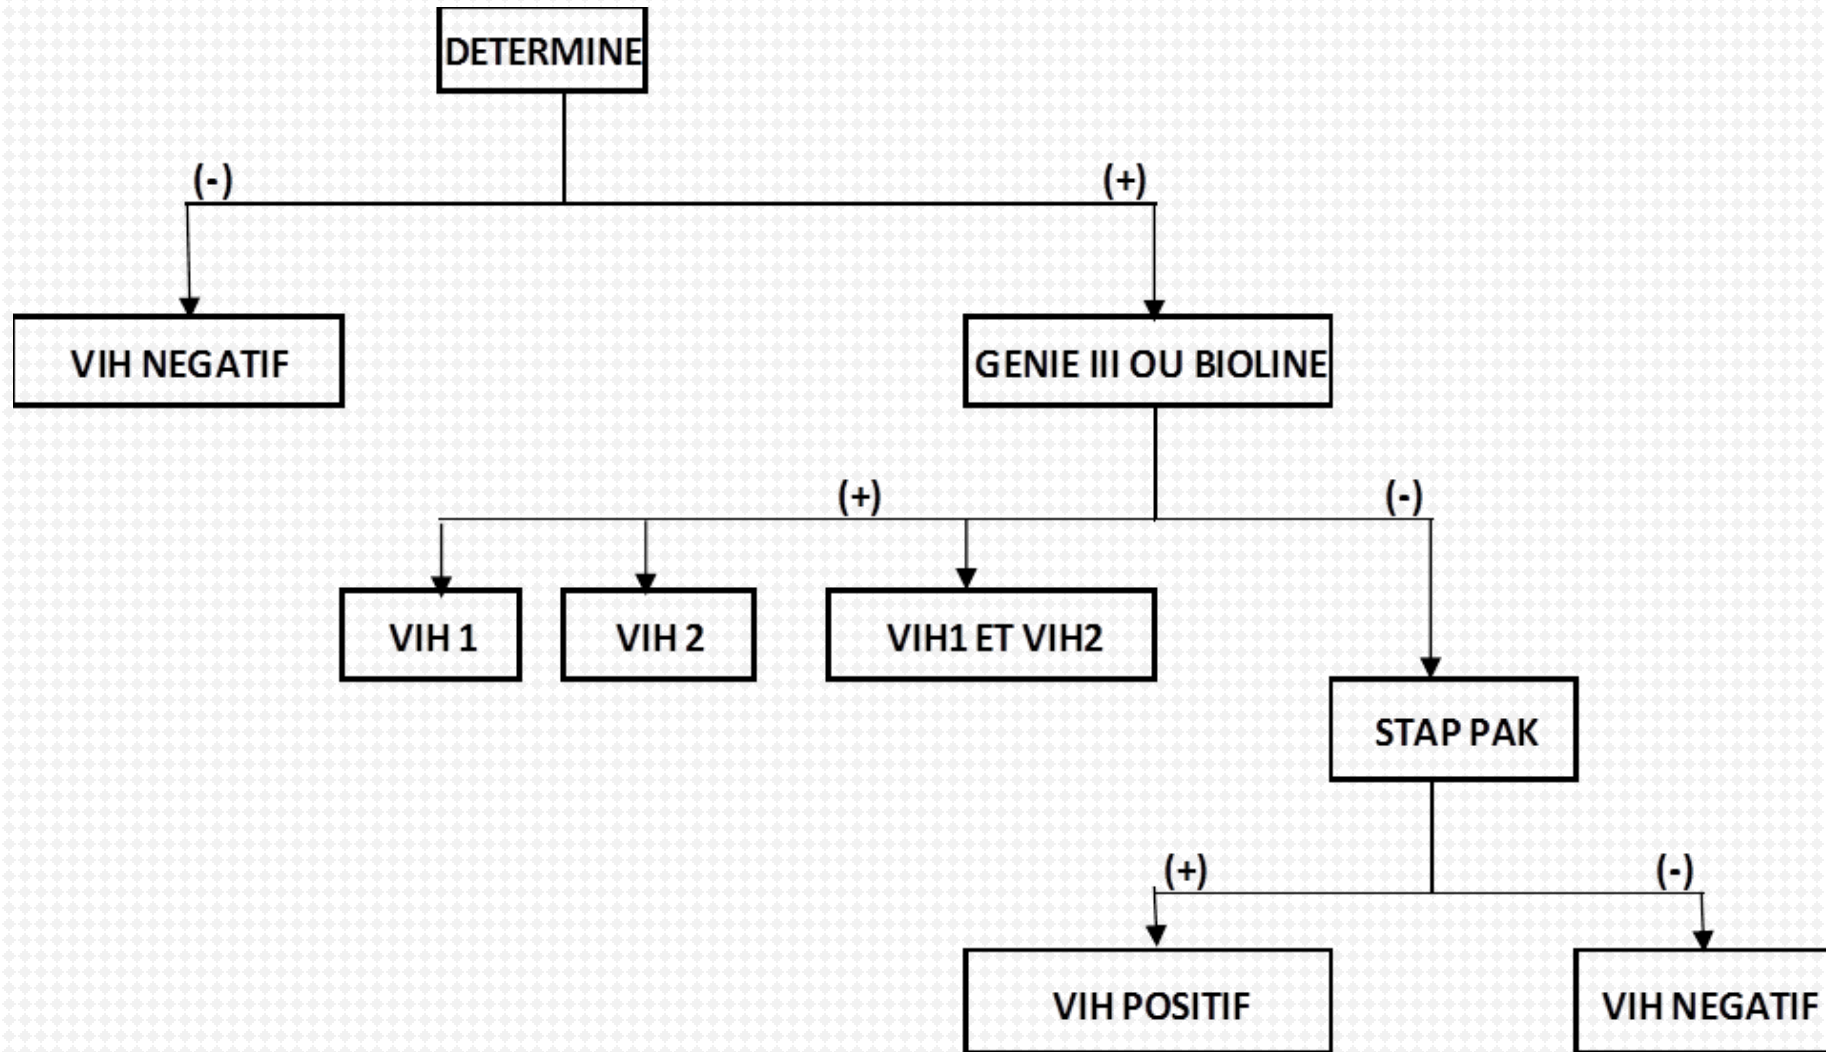 DETERMINE
(-)
(+)
VIH NEGATIF
GENIE III OU BIOLINE
(+)
(-)
VIH 1
VIH 2
VIH1 ET VIH2
STAP PAK
(+)
(-)
VIH POSITIF
VIH NEGATIF